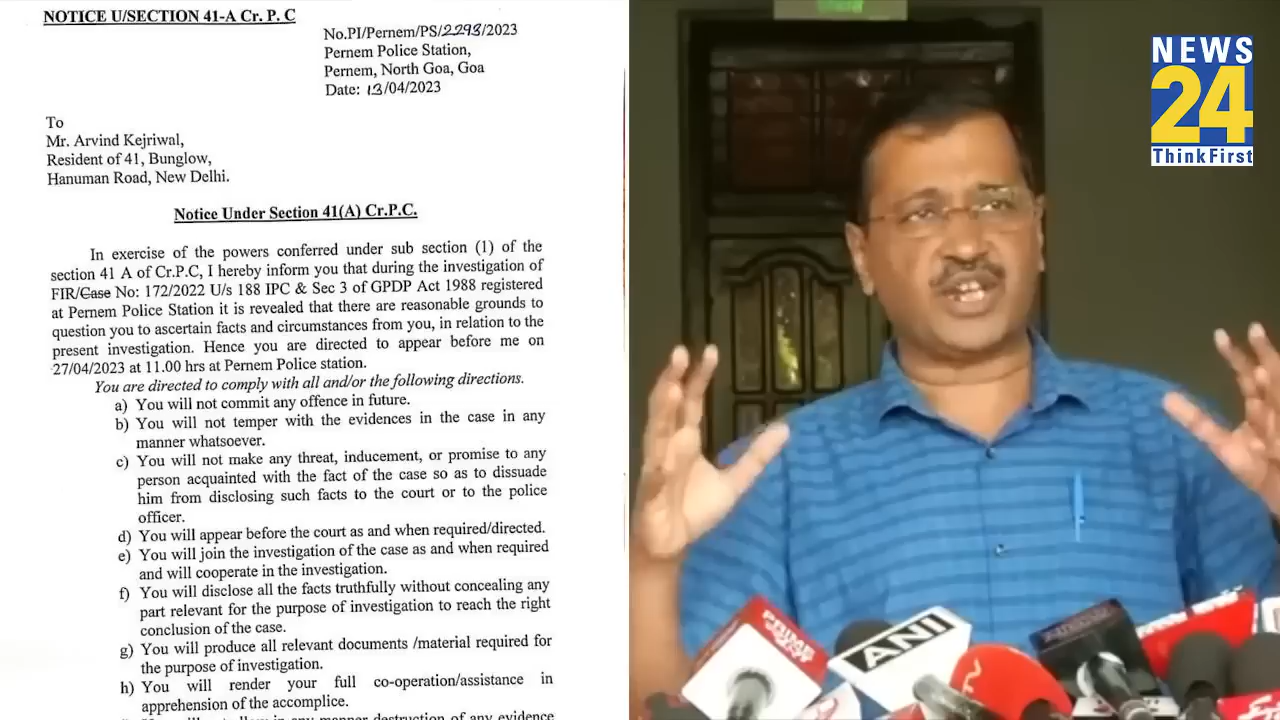 NOTICE U/SECTION 41-A Cr. P. C
No.PI/Pernem/PS/2293/2023
Pernem Police Station,
Pernem, North Goa, Goa
Date: 13/04/2023
To
Mr. Arvind Kejriwal,
Resident of 41, Bunglow,
Hanuman Road, New Delhi.
Notice Under Section 41(A) Cr.P.C.
In exercise of the powers conferred under sub section (1) of the
section 41 A of Cr.P.C, I hereby inform you that during the investigation of
FIR/Case No: 172/2022 U/s 188 IPC & Sec 3 of GPDP Act 1988 registered
at Pernem Police Station it is revealed that there are reasonable grounds to
question you to ascertain facts and circumstances from you, in relation to the
present investigation. Hence you are directed to appear before me on
27/04/2023 at 11.00 hrs at Pernem Police station.
You are directed to comply with all and/or the following directions.
a) You will not commit any offence in future.
b) You will not temper with the evidences in the case in any
manner whatsoever.
c) You will not make any threat, inducement, or promise to any
person acquainted with the fact of the case so as to dissuade
him from disclosing such facts to the court or to the police
officer.
d) You will appear before the court as and when required/directed.
e) You will join the investigation of the case as and when required
and will cooperate in the investigation.
f) You will disclose all the facts truthfully without concealing any
part relevant for the purpose of investigation to reach the right
conclusion of the case.
g) You will produce all relevant documents /material required for
the purpose of investigation.
h) You will render your full co-operation/assistance in
apprehension of the accomplice.
in any manner destruction of any evidence
NEWS
24
ThinkFirst
ANI